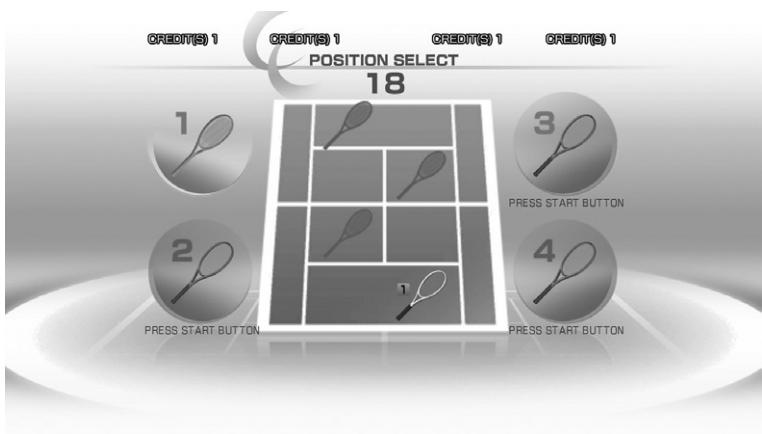 CREDIT(S) 1 CREDIT(S) 1 CREDIT(S) 1 CREDIT(S) 1
POSITION SELECT
18
1
3
PRESS START BUTTON
2
4
1
PRESS START BUTTON
PRESS START BUTTON